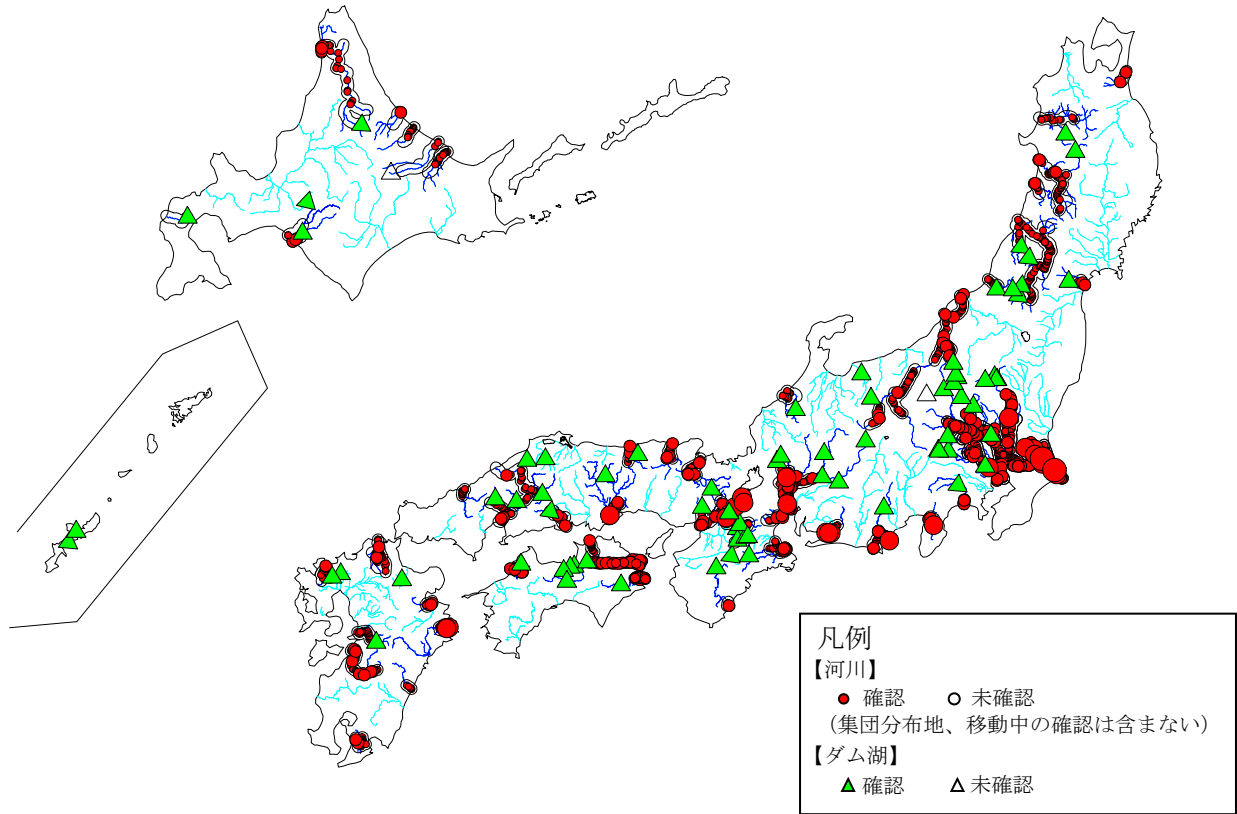 凡例
【河川】
確認 未確認
（集団分布地、移動中の確認は含まない）
【ダム湖】
確認 未確認